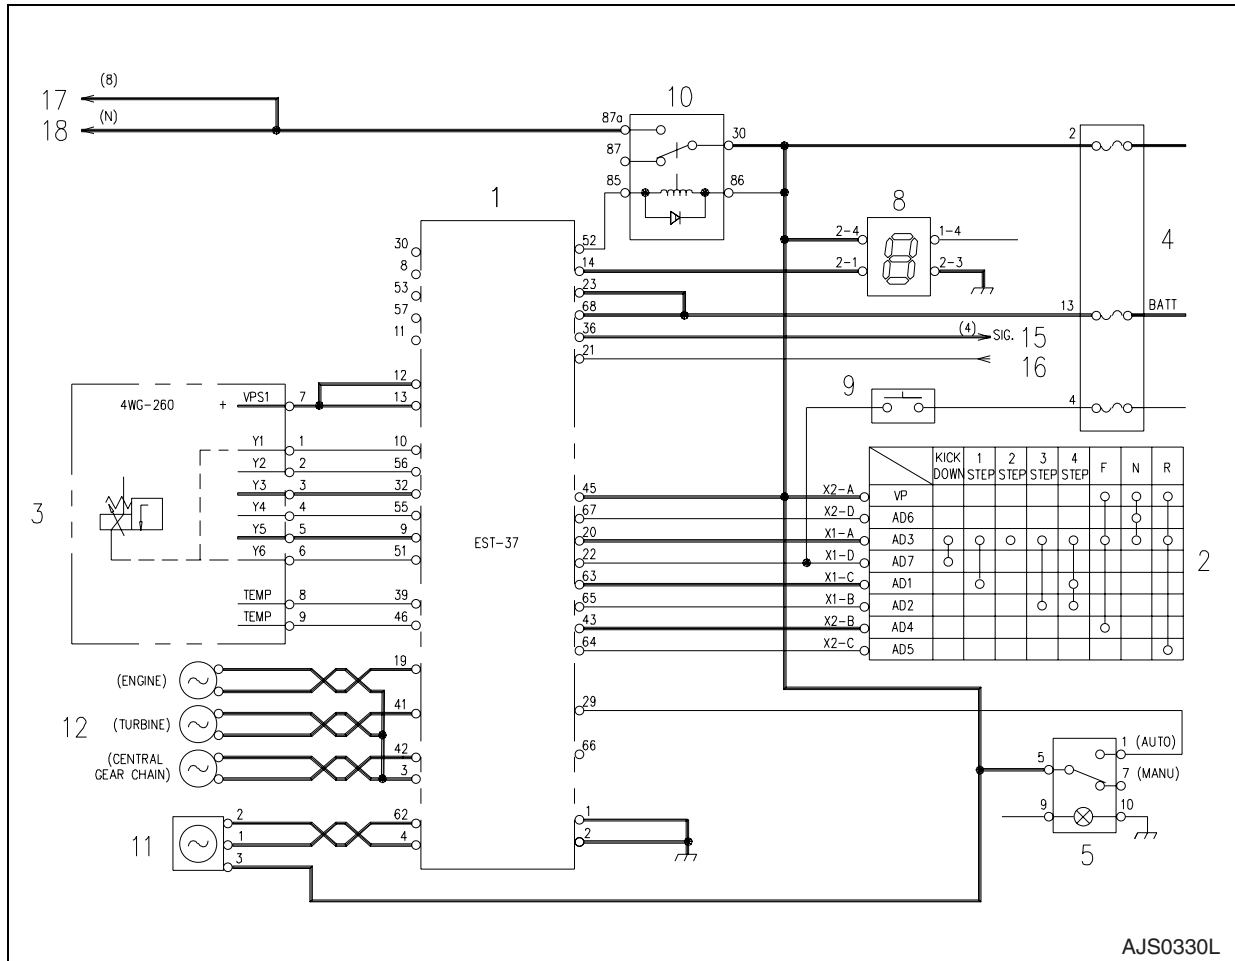 (8)
17
(N)
18
10
87a
30
87
85
86
2
1
8
4
30
52
2-4
1-4
8
14
2-1
2-3
53
23
57
68
13
BATT
11
36
(4)
SIG. 15
21
16
12
9
4WG-260
+
VPS1
7
13
4
Y1
1
10
Y2
2
56
Y3
3
32
Y4
4
55
Y5
5
9
Y6
6
51
3
TEMP
8
39
TEMP
9
46
EST-37
KICK DOWN
1 STEP
2 STEP
3 STEP
4 STEP
F
N
R
45
X2-A
VP
67
X2-D
AD6
20
X1-A
AD3
22
X1-D
AD7
2
63
X1-C
AD1
65
X1-B
AD2
43
X2-B
AD4
64
X2-C
AD5
19
(ENGINE)
41
29
12
(TURBINE)
42
66
(CENTRAL
GEAR CHAIN)
3
5
1
(AUTO)
7
(MANU)
2
62
1
9
10
11
1
4
2
3
5
AJS0330L